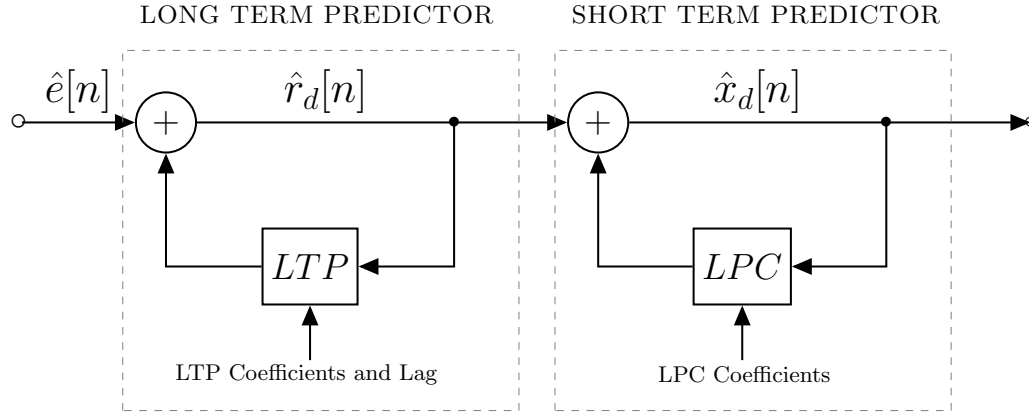 LONG TERM PREDICTOR SHORT TERM PREDICTOR
ê[n] r̂_d[n] x̂_d[n]
+ +
LTP LPC
LTP Coefficients and Lag LPC Coefficients